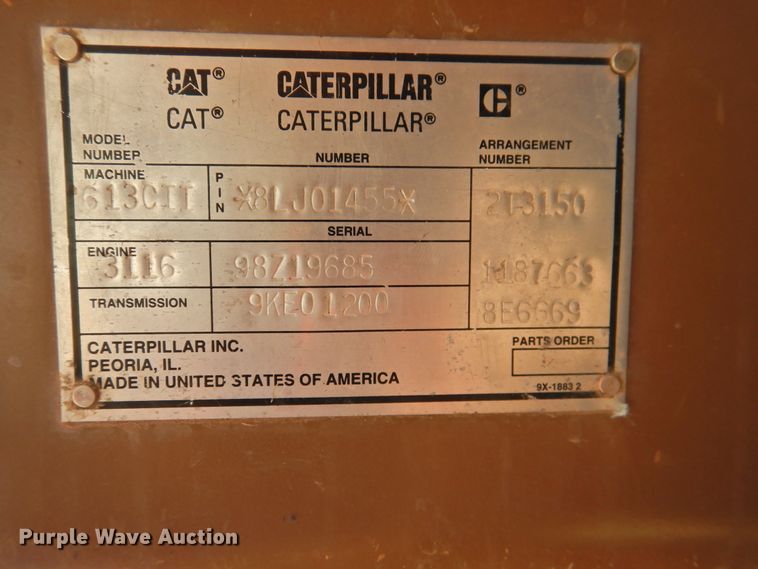 CAT® CATERPILLAR® C®
CAT® CATERPILLAR®
MODEL NUMBER NUMBER ARRANGEMENT NUMBER
MACHINE 613CII PIN *8LJ01455* 2T3150
SERIAL
ENGINE 3116 98Z19685
TRANSMISSION 9KE01200 8E6669
CATERPILLAR INC. PARTS ORDER
PEORIA, IL.
MADE IN UNITED STATES OF AMERICA 9X-1883 2
Purple Wave Auction